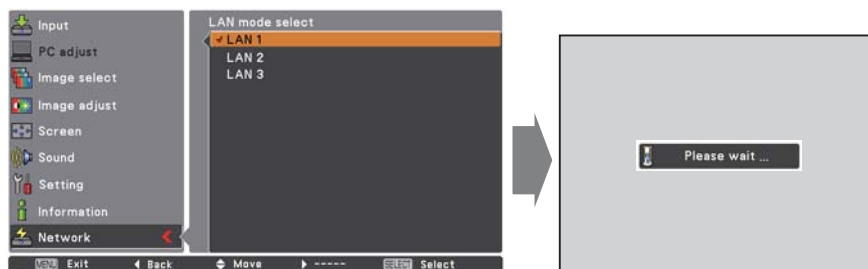 Input
PC adjust
Image select
Image adjust
Screen
Sound
Setting
Information
Network
LAN mode select
LAN 1
LAN 2
LAN 3
MENU Exit Back Move ----- SELECT Select
Please wait ...